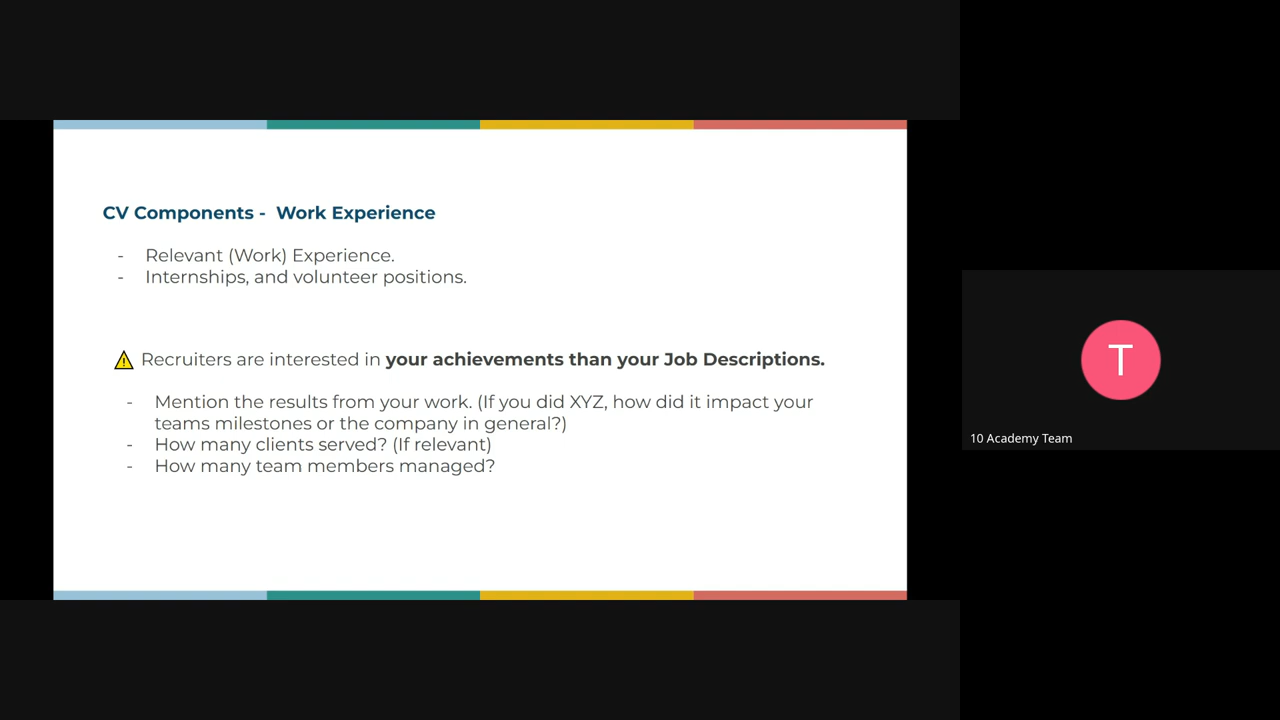 CV Components -  Work Experience
- Relevant (Work) Experience.
- Internships, and volunteer positions.
Recruiters are interested in your achievements than your Job Descriptions.
- Mention the results from your work. (If you did XYZ, how did it impact your
teams milestones or the company in general?)
- How many clients served? (If relevant)
- How many team members managed?
T
10 Academy Team